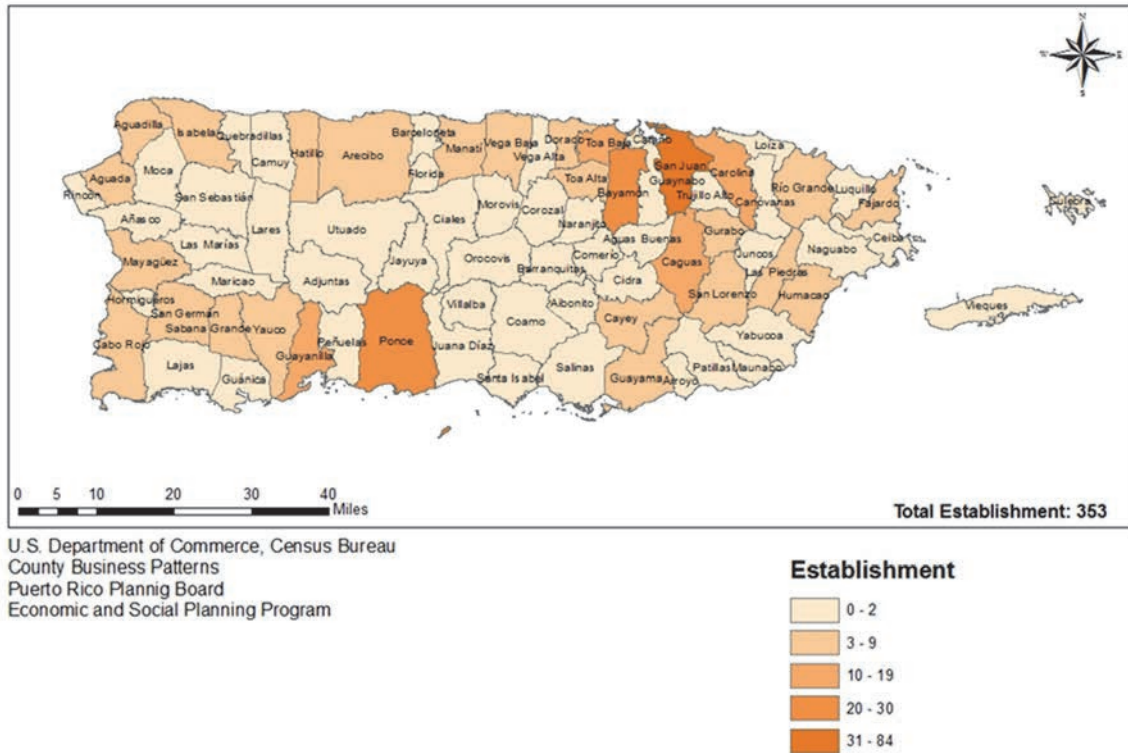 N
S
Aguadilla
Isabela
Quebradillas
Camuy
Hatillo
Arecibo
Barceloneta
Manatí
Vega Baja
Vega Alta
Dorado
Toa Baja
Cataño
San Juan
Loíza
Moca
Florida
Toa Alta
Bayamón
Guaynabo
Carolina
Trujillo Alto
Canovanas
Río Grande
Luquillo
Fajardo
Culebra
Rincón
Aguada
San Sebastián
Añasco
Lares
Utuado
Ciales
Morovis
Corozal
Naranjito
Aguas Buenas
Gurabo
Juncos
Naguabo
Ceiba
Las Marías
Mayagüez
Maricao
Adjuntas
Jayuya
Orocovis
Barranquitas
Comerío
Cidra
Caguas
San Lorenzo
Las Piedras
Humacao
Vieques
Hormigueros
San Germán
Sabana Grande
Yauco
Villalba
Coamo
Aibonito
Cayey
Yabucoa
Cabo Rojo
Lajas
Guánica
Guayanilla
Peñuelas
Ponce
Juana Díaz
Santa Isabel
Salinas
Guayama
Arroyo
Patillas
Maunabo
0 5 10 20 30 40
Miles
Total Establishment: 353
U.S. Department of Commerce, Census Bureau
County Business Patterns
Puerto Rico Plannig Board
Economic and Social Planning Program
Establishment
0 - 2
3 - 9
10 - 19
20 - 30
31 - 84